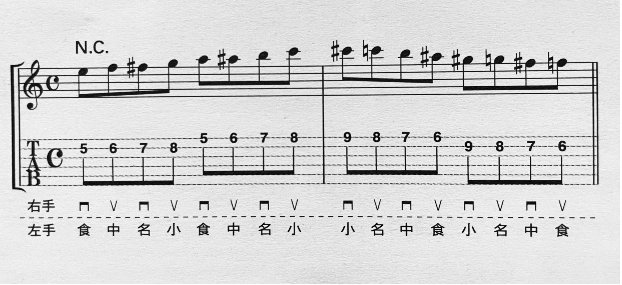 N.C.
5 6 7 8 5 6 7 8 9 8 7 6 9 8 7 6
TAB
右手
左手 食 中 名 小 食 中 名 小 小 名 中 食 小 名 中 食